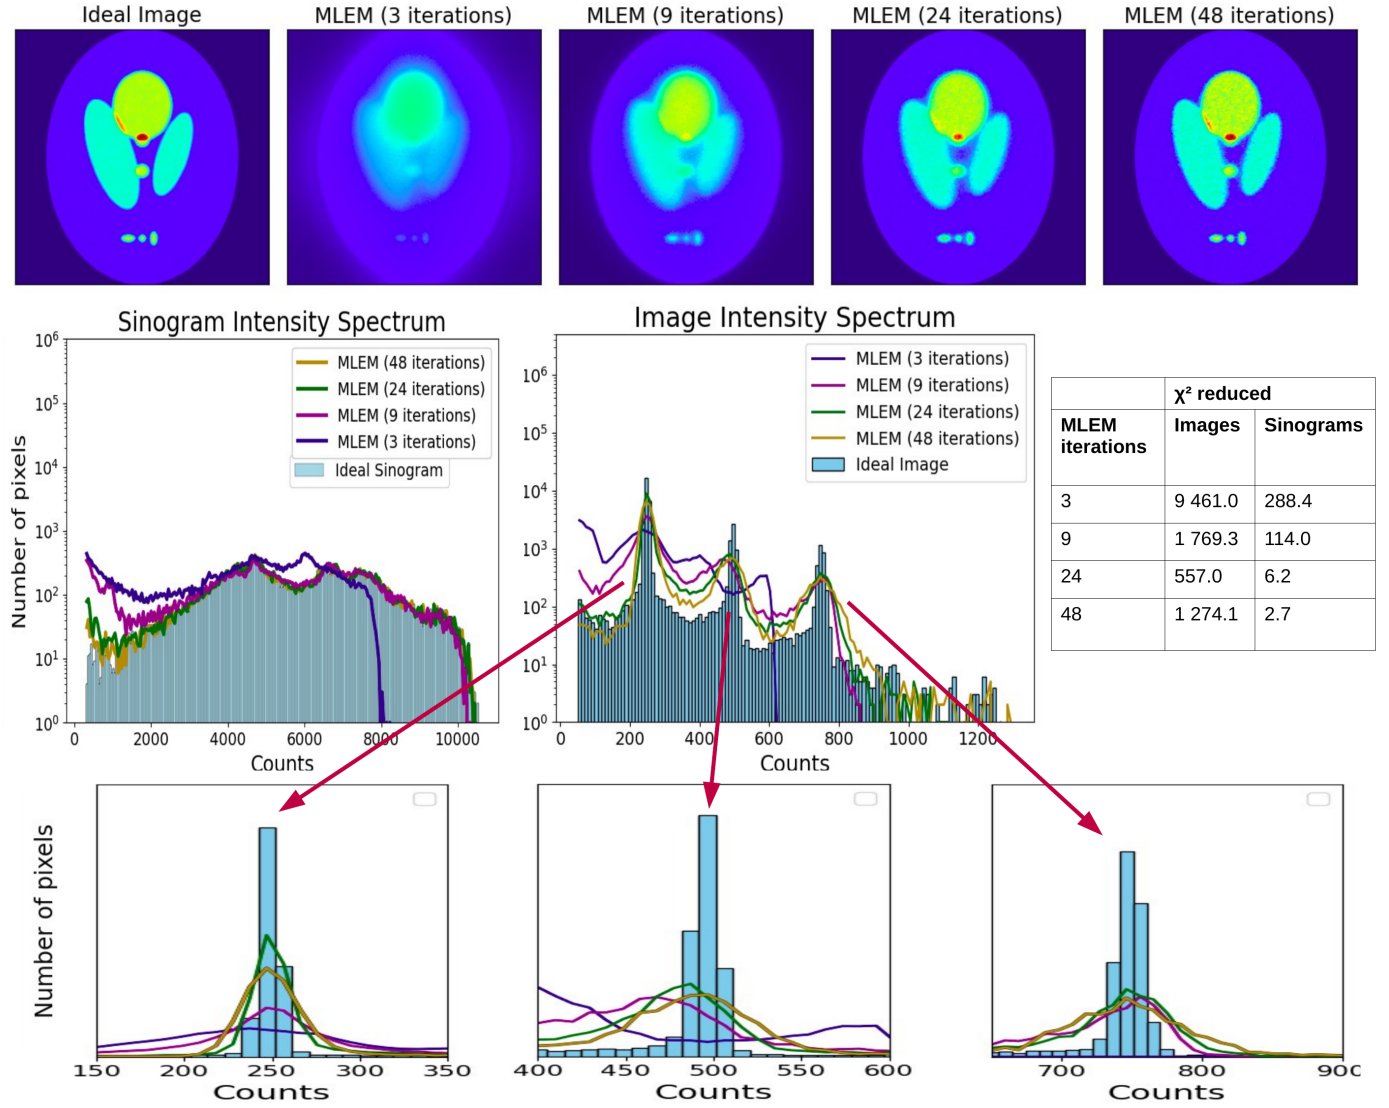 Ideal Image
MLEM (3 iterations)
MLEM (9 iterations)
MLEM (24 iterations)
MLEM (48 iterations)
Sinogram Intensity Spectrum
Number of pixels
10⁶
10⁵
10⁴
10³
10²
10¹
10⁰
MLEM (48 iterations)
MLEM (24 iterations)
MLEM (9 iterations)
MLEM (3 iterations)
Ideal Sinogram
0 2000 4000 6000 8000 10000
Counts
Image Intensity Spectrum
10⁶
10⁵
10⁴
10³
10²
10¹
10⁰
MLEM (3 iterations)
MLEM (9 iterations)
MLEM (24 iterations)
MLEM (48 iterations)
Ideal Image
0 200 400 600 800 1000 1200
Counts
χ² reduced
MLEM iterations Images Sinograms
3 9 461.0 288.4
9 1 769.3 114.0
24 557.0 6.2
48 1 274.1 2.7
Number of pixels
150 200 250 300 350
Counts
400 450 500 550 600
Counts
700 800 900
Counts